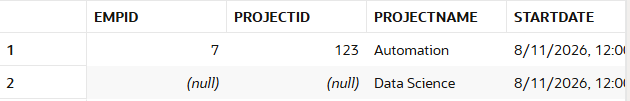 EMPID PROJECTID PROJECTNAME STARTDATE
1 7 123 Automation 8/11/2026, 12:00
2 (null) (null) Data Science 8/11/2026, 12:00